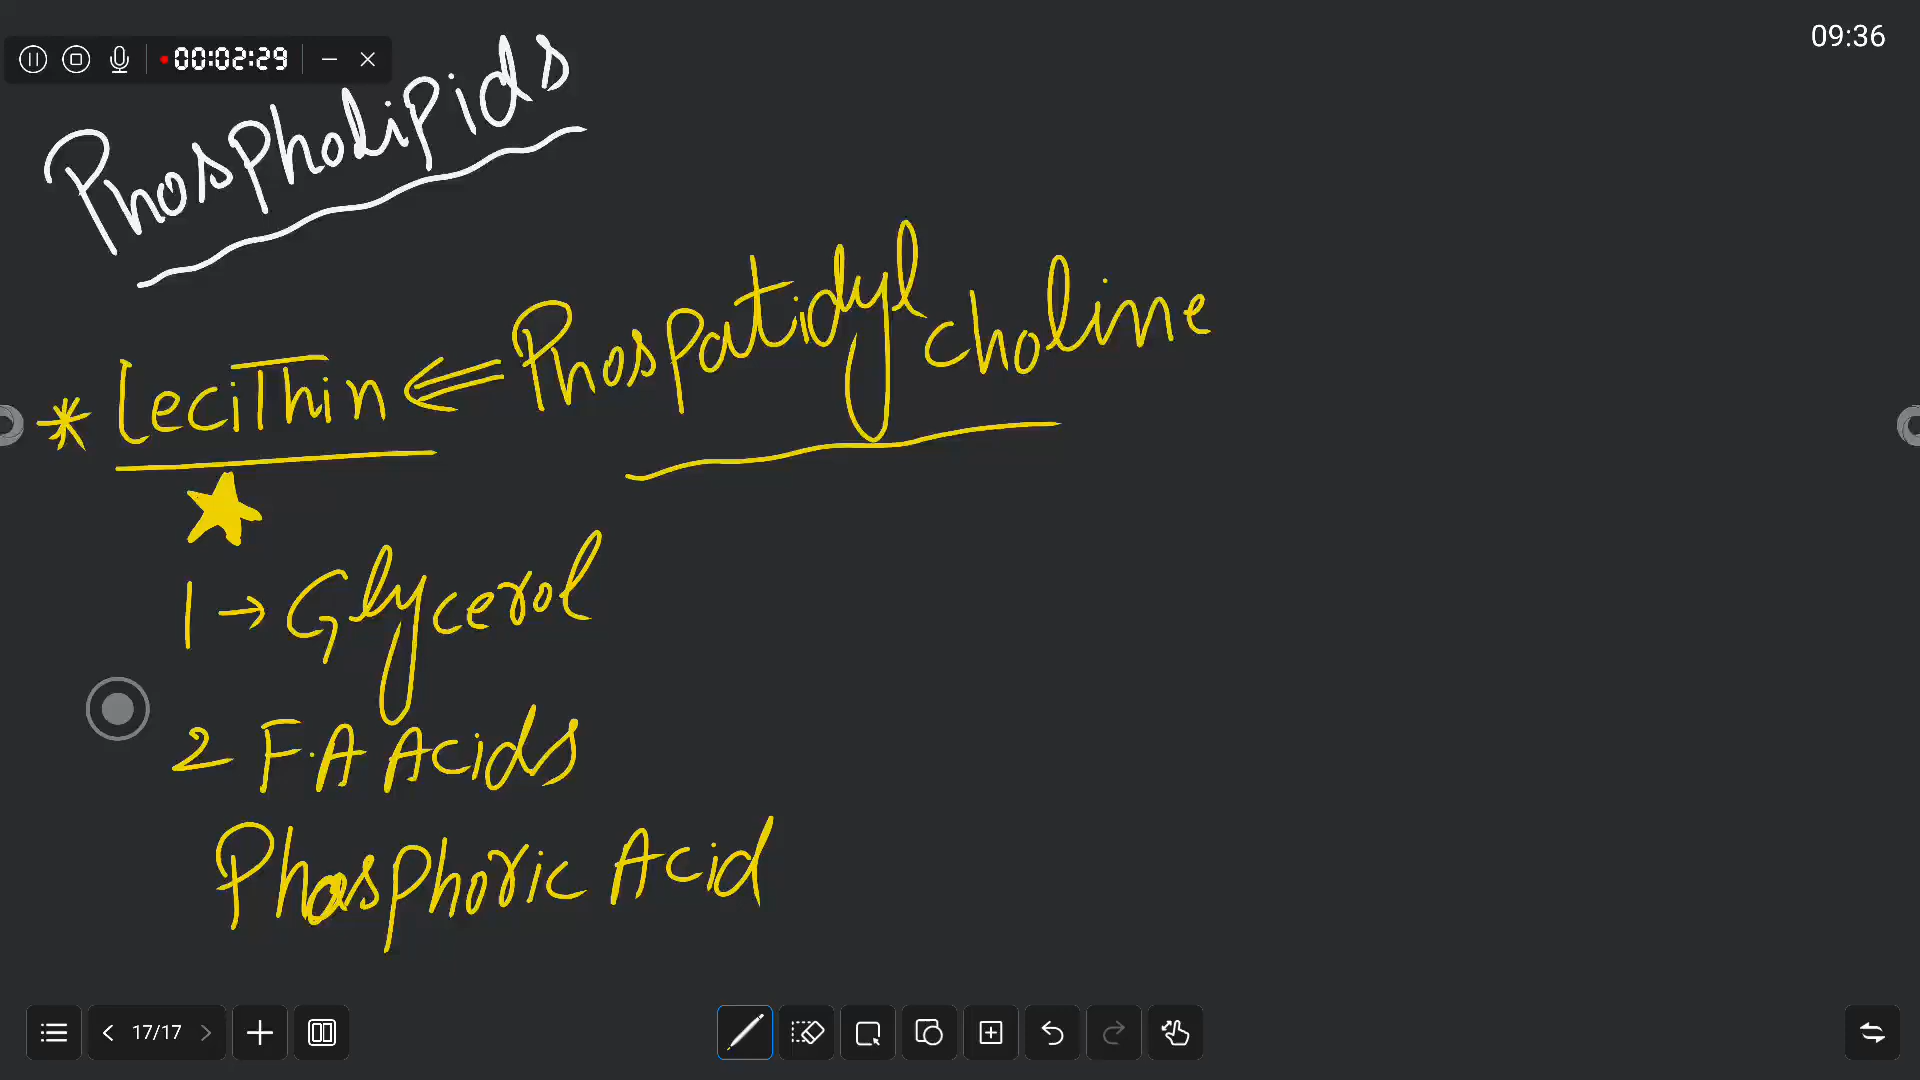 09:36
00:02:29
Phospholipids
* Lecithin ⇐ Phospatidyl choline
1 → Glycerol
2 F.A Acids
Phosphoric Acid
17/17